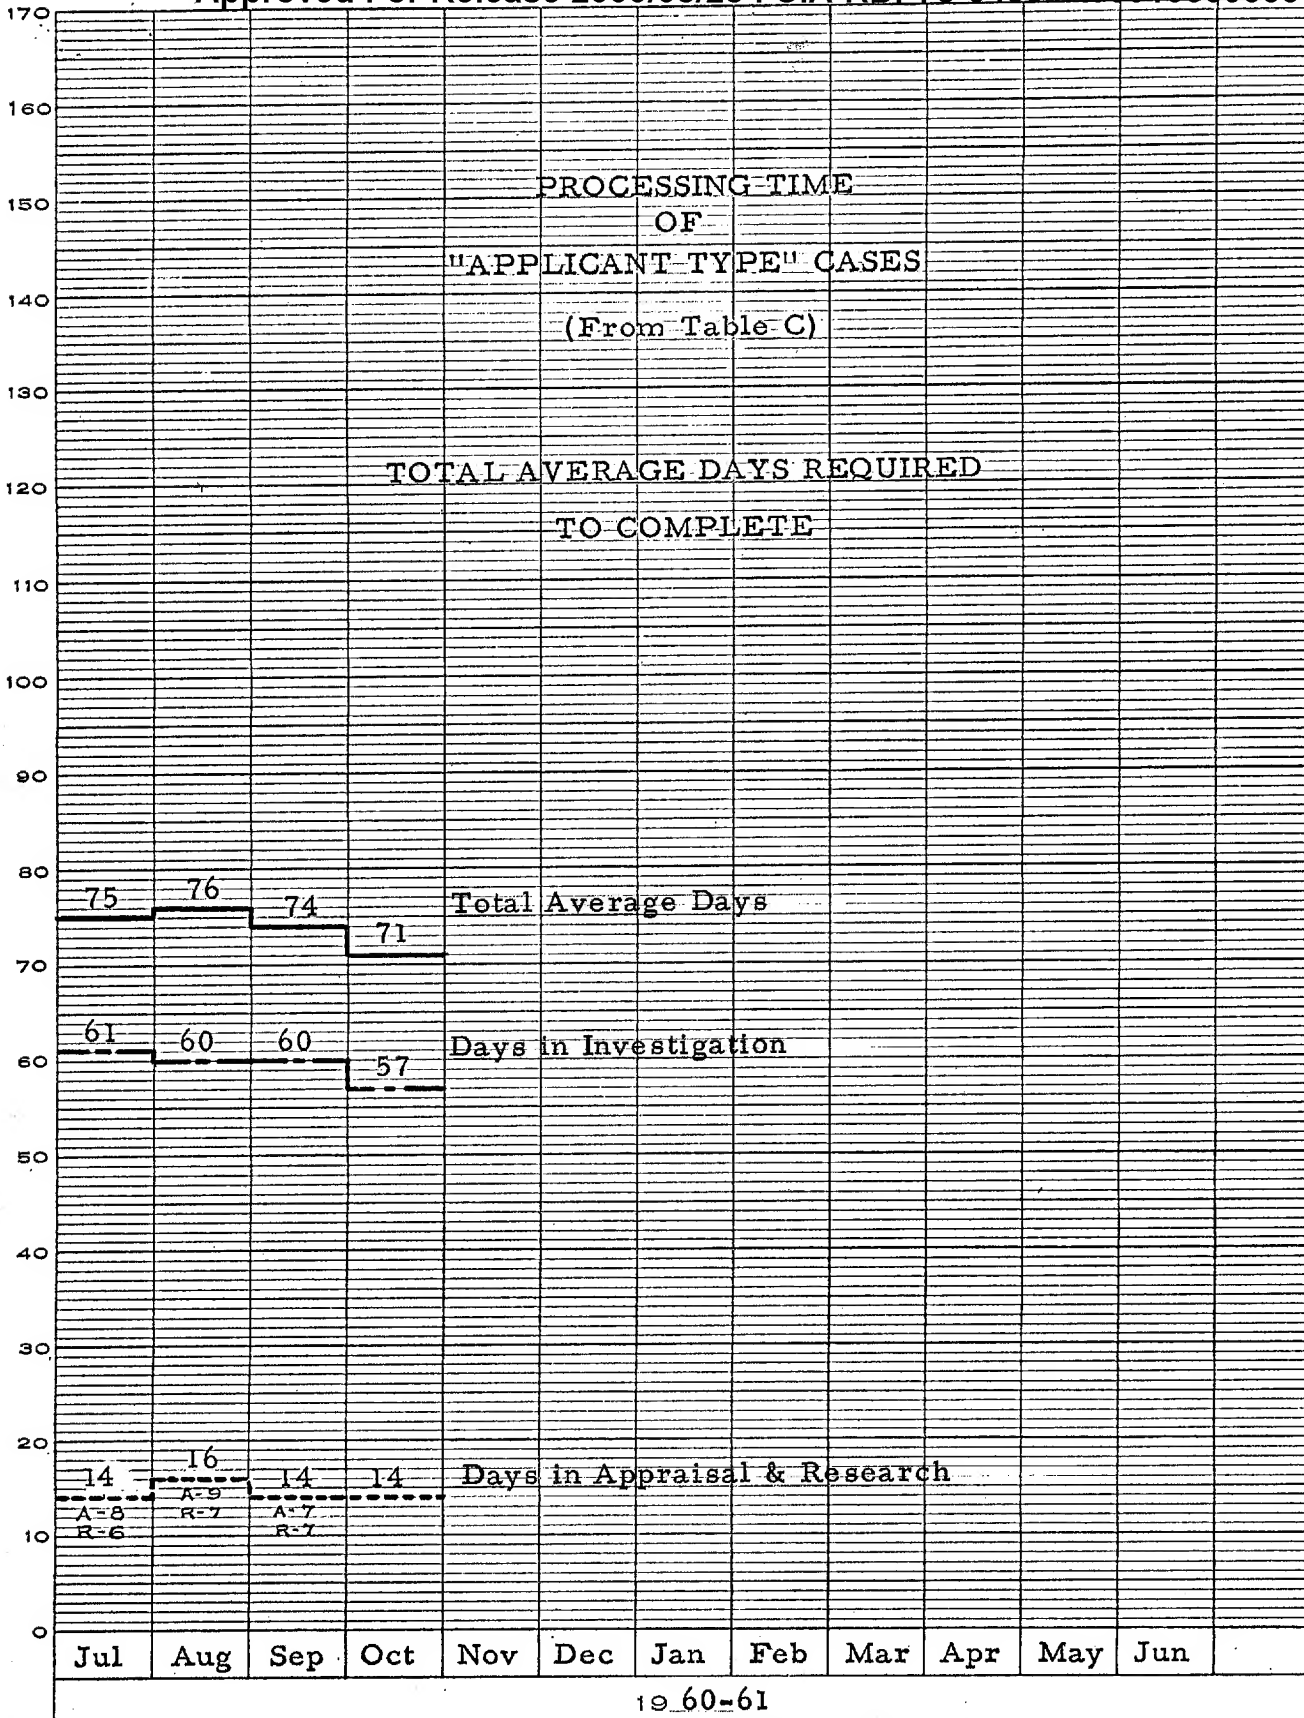 170
160
150
140
130
120
110
100
90
80
70
60
50
40
30
20
10
0
PROCESSING TIME
OF
"APPLICANT TYPE" CASES
(From Table C)
TOTAL AVERAGE DAYS REQUIRED
TO COMPLETE
75 76 74 71 Total Average Days
61 60 60 57 Days in Investigation
14 16 14 14 Days in Appraisal & Research
A-8 A-9 A-7
R-6 R-7 R-7
Jul Aug Sep Oct Nov Dec Jan Feb Mar Apr May Jun
19 60-61